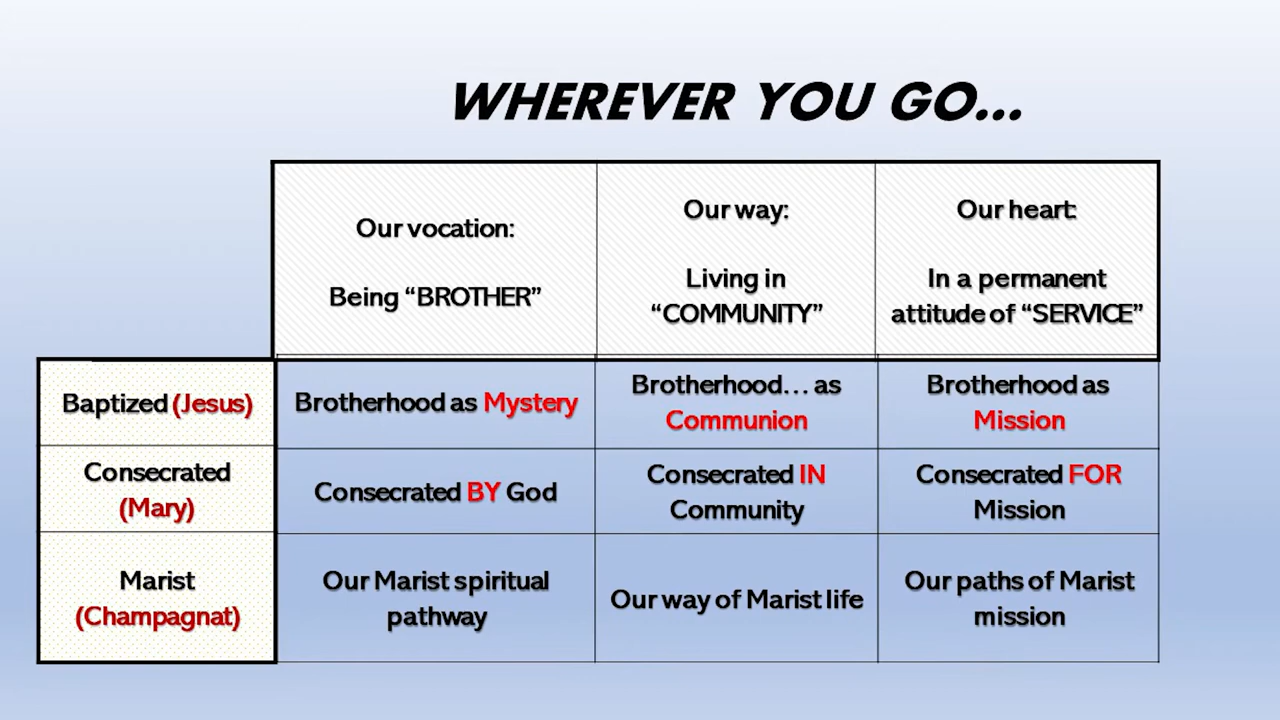 WHEREVER YOU GO...
Our vocation:
Being “BROTHER”
Our way:
Living in
“COMMUNITY”
Our heart:
In a permanent
attitude of “SERVICE”
Baptized (Jesus)
Brotherhood as Mystery
Brotherhood… as
Communion
Brotherhood as
Mission
Consecrated
(Mary)
Consecrated BY God
Consecrated IN
Community
Consecrated FOR
Mission
Marist
(Champagnat)
Our Marist spiritual
pathway
Our way of Marist life
Our paths of Marist
mission